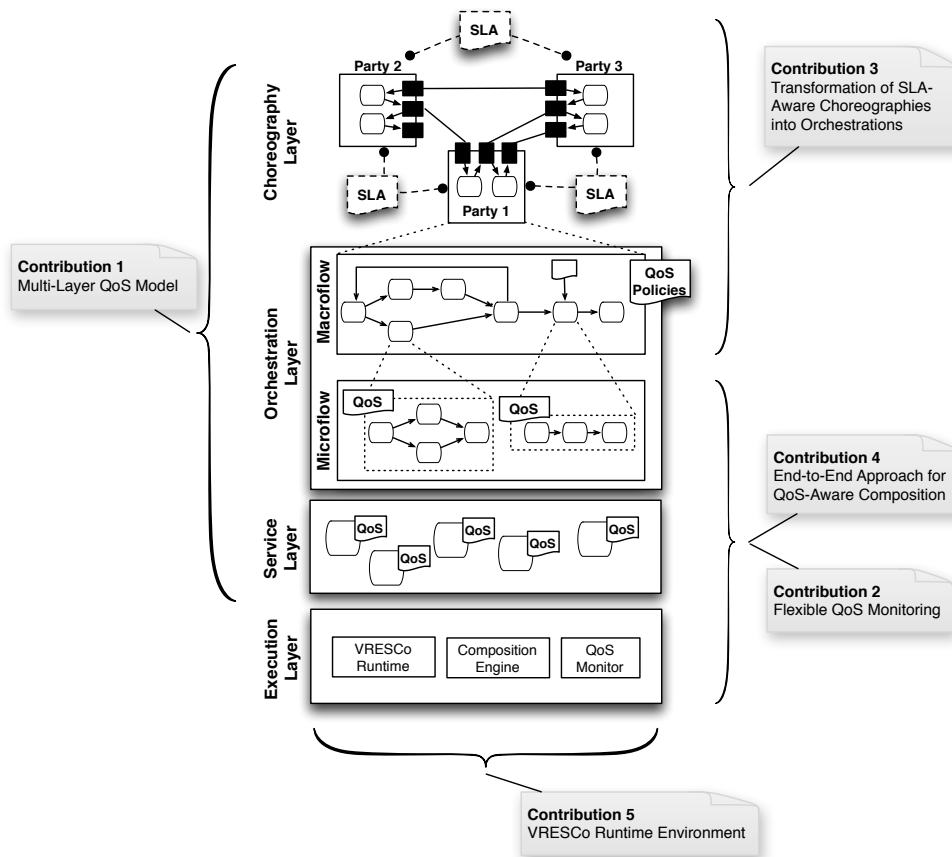 SLA
Party 2
Party 3
Contribution 3
Transformation of SLA-
Aware Choreographies
into Orchestrations
Choreography
Layer
SLA
SLA
Party 1
Contribution 1
Multi-Layer QoS Model
Orchestration
Layer
Macroflow
QoS
Policies
Microflow
QoS
QoS
Contribution 4
End-to-End Approach for
QoS-Aware Composition
Service
Layer
QoS
QoS
QoS
QoS
QoS
Contribution 2
Flexible QoS Monitoring
Execution
Layer
VRESCo
Runtime
Composition
Engine
QoS
Monitor
Contribution 5
VRESCo Runtime Environment